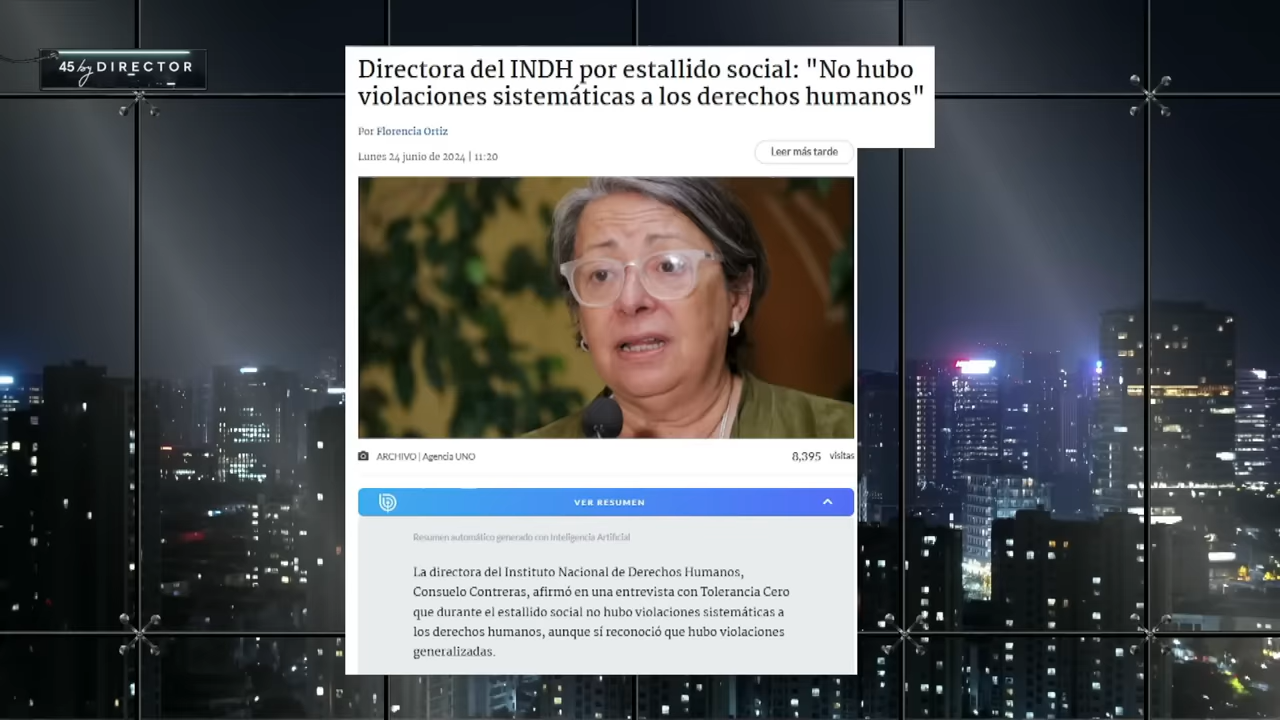 45 by DIRECTOR
Directora del INDH por estallido social: "No hubo
violaciones sistemáticas a los derechos humanos"
Por Florencia Ortiz
Lunes 24 junio de 2024 | 11:20
Leer más tarde
ARCHIVO | Agencia UNO
8,395 visitas
VER RESUMEN
Resumen automático generado con Inteligencia Artificial
La directora del Instituto Nacional de Derechos Humanos,
Consuelo Contreras, afirmó en una entrevista con Tolerancia Cero
que durante el estallido social no hubo violaciones sistemáticas a
los derechos humanos, aunque sí reconoció que hubo violaciones
generalizadas.